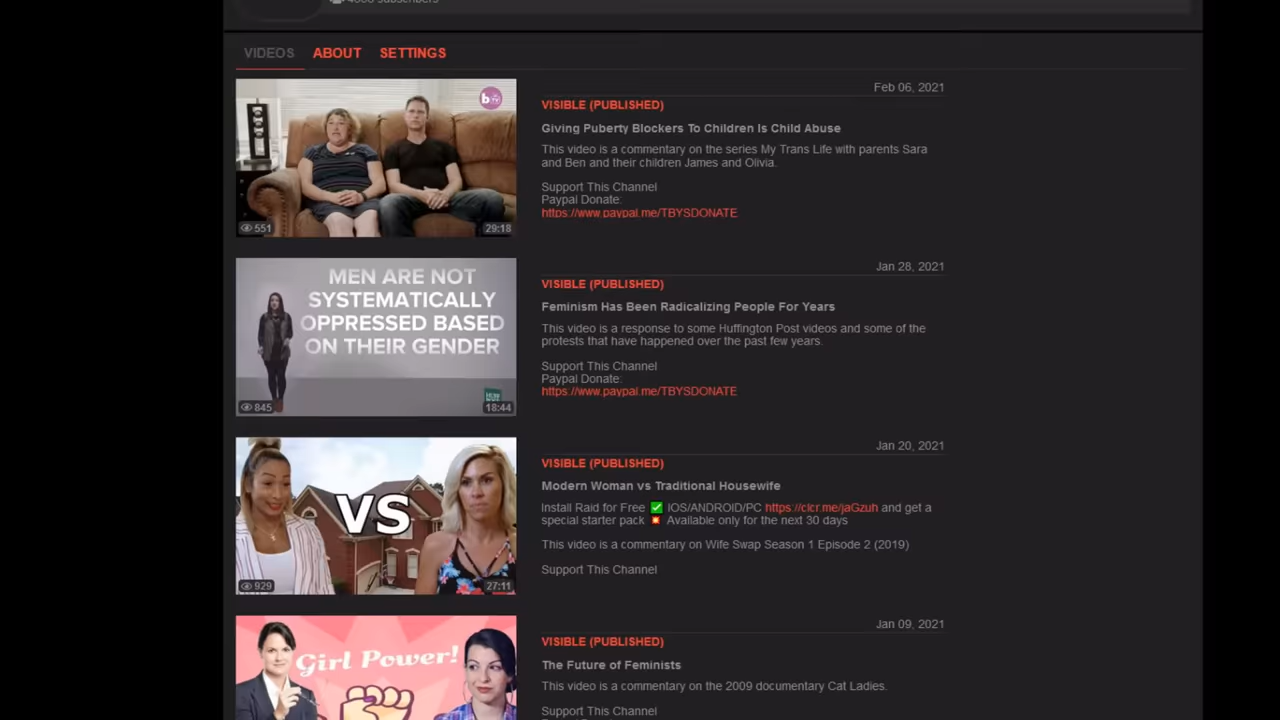 4000 subscribers
VIDEOS ABOUT SETTINGS
Feb 06, 2021
VISIBLE (PUBLISHED)
Giving Puberty Blockers To Children Is Child Abuse
This video is a commentary on the series My Trans Life with parents Sara
and Ben and their children James and Olivia.
Support This Channel
Paypal Donate:
https://www.paypal.me/TBYSDONATE
b
551
29:18
Jan 28, 2021
VISIBLE (PUBLISHED)
Feminism Has Been Radicalizing People For Years
This video is a response to some Huffington Post videos and some of the
protests that have happened over the past few years.
Support This Channel
Paypal Donate:
https://www.paypal.me/TBYSDONATE
MEN ARE NOT
SYSTEMATICALLY
OPPRESSED BASED
ON THEIR GENDER
845
18:44
Jan 20, 2021
VISIBLE (PUBLISHED)
Modern Woman vs Traditional Housewife
Install Raid for Free ✅ IOS/ANDROID/PC https://clcr.me/jaGzuh and get a
special starter pack 💥 Available only for the next 30 days
This video is a commentary on Wife Swap Season 1 Episode 2 (2019)
Support This Channel
VS
929
27:11
Jan 09, 2021
VISIBLE (PUBLISHED)
The Future of Feminists
This video is a commentary on the 2009 documentary Cat Ladies.
Support This Channel
Girl Power!